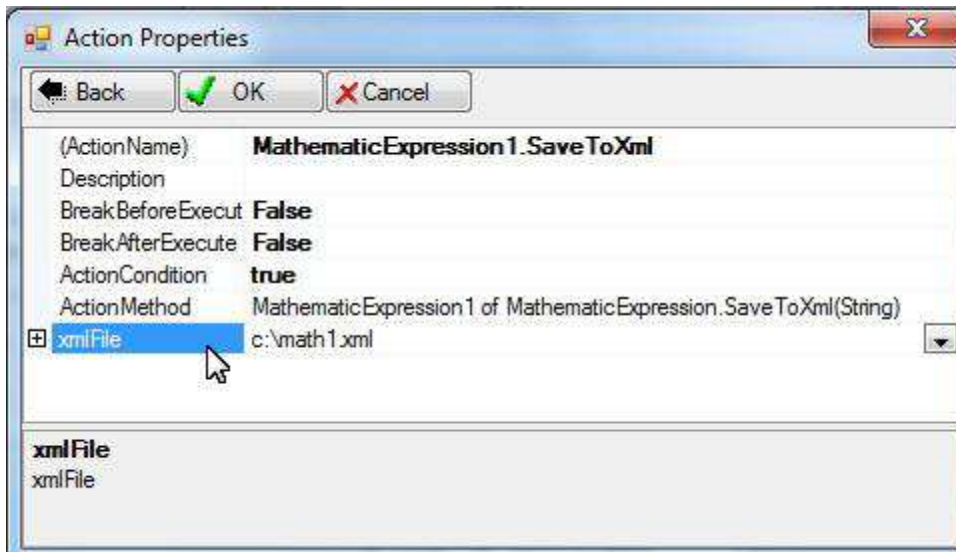 Action Properties
Back OK Cancel
(ActionName) MathematicExpression1.SaveToXml
Description
BreakBeforeExecut False
BreakAfterExecute False
ActionCondition true
ActionMethod MathematicExpression1 of MathematicExpression.SaveToXml(String)
xmlFile c:\math1.xml
xmlFile
xmlFile